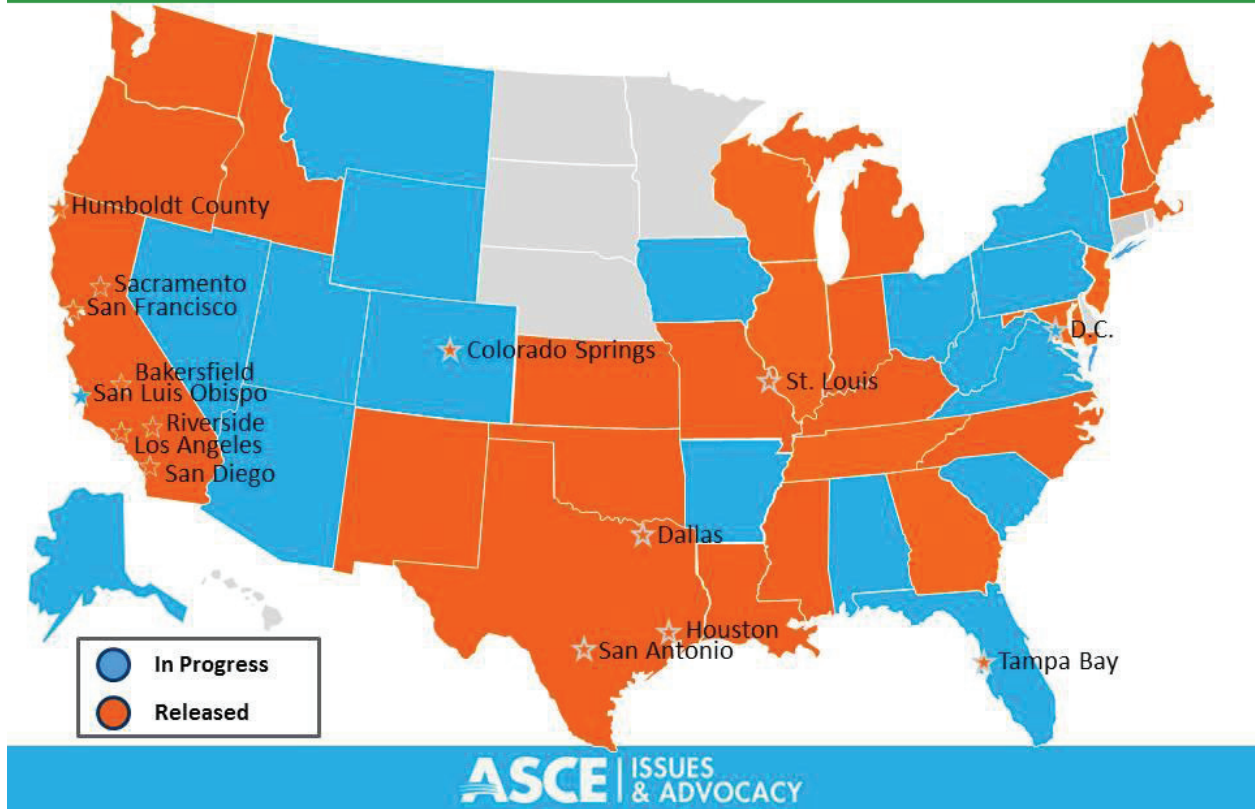 Humboldt County
Sacramento
San Francisco
Bakersfield
San Luis Obispo
Riverside
Los Angeles
San Diego
Colorado Springs
St. Louis
D.C.
Dallas
Houston
San Antonio
Tampa Bay
In Progress
Released
ASCE | ISSUES
& ADVOCACY